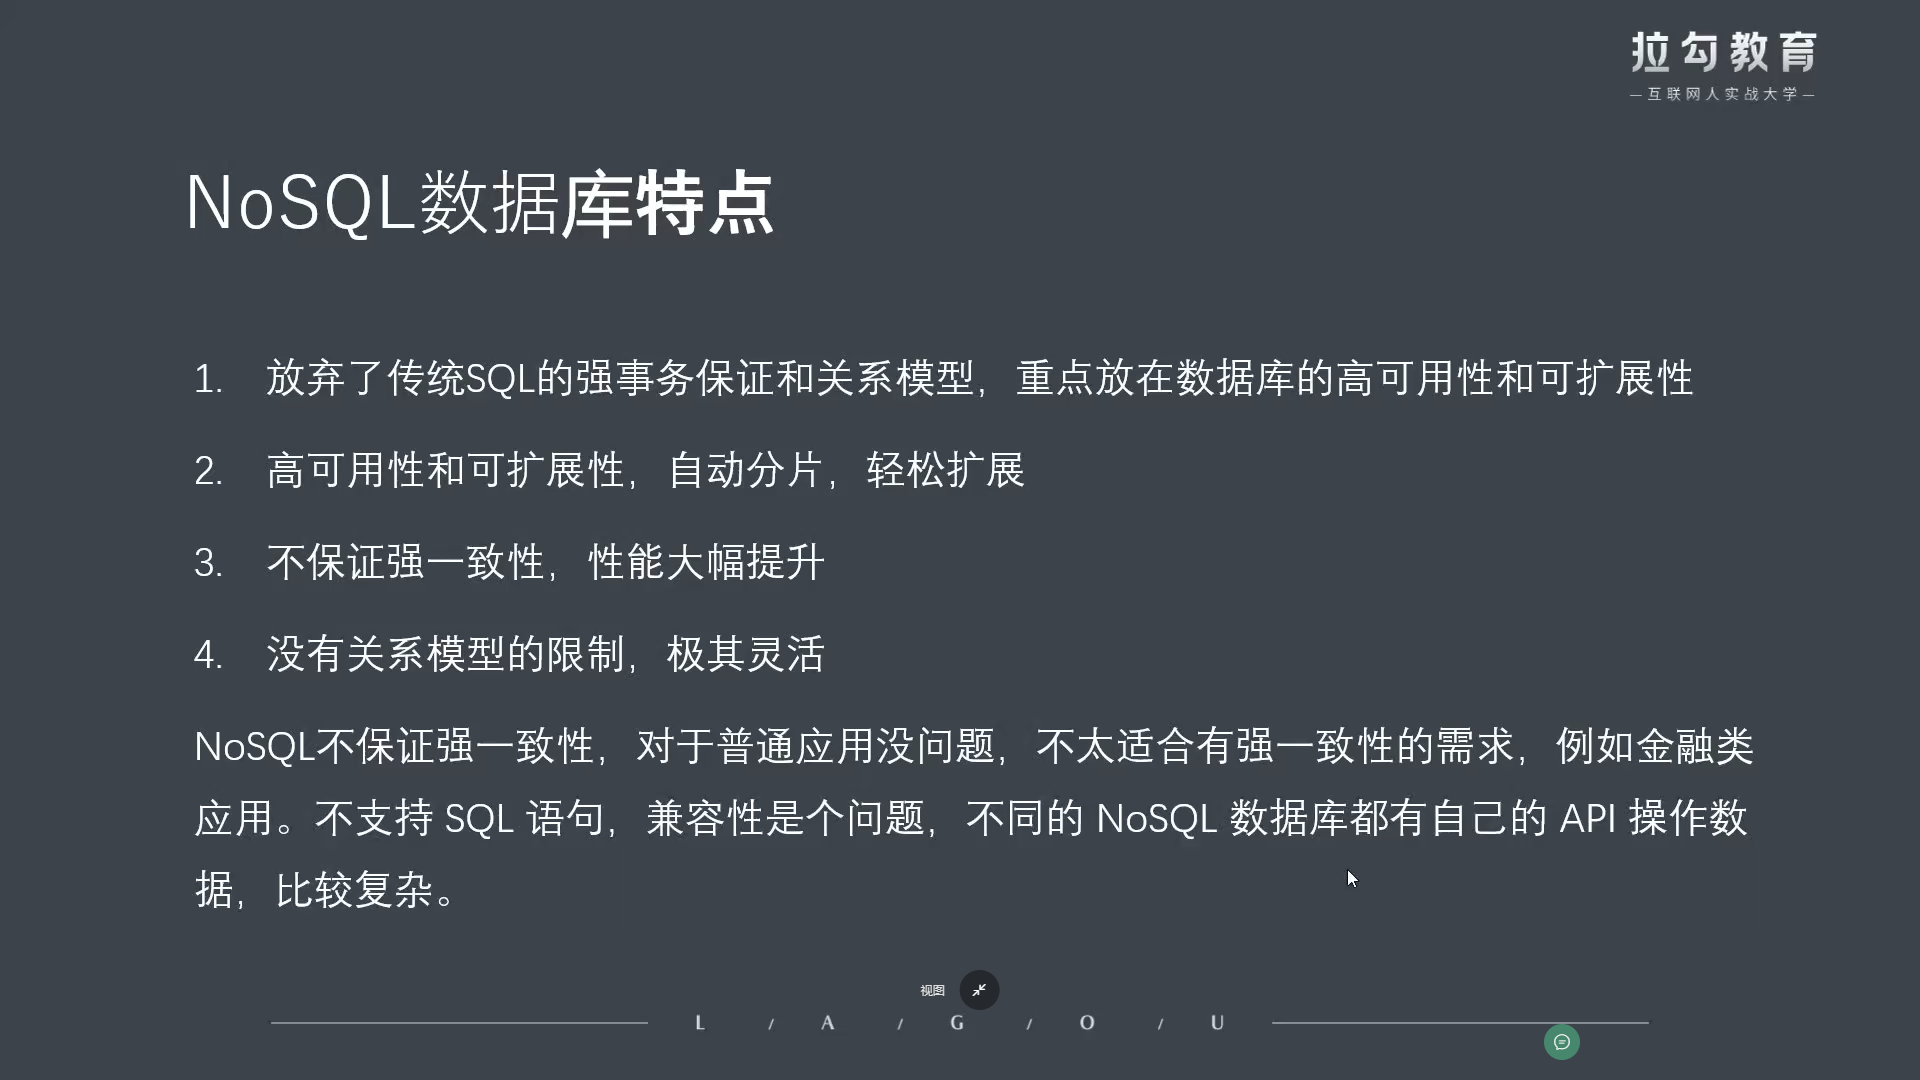 拉勾教育
—互联网人实战大学—
NoSQL数据库特点
1. 放弃了传统SQL的强事务保证和关系模型，重点放在数据库的高可用性和可扩展性
2. 高可用性和可扩展性，自动分片，轻松扩展
3. 不保证强一致性，性能大幅提升
4. 没有关系模型的限制，极其灵活
NoSQL不保证强一致性，对于普通应用没问题，不太适合有强一致性的需求，例如金融类
应用。不支持 SQL 语句，兼容性是个问题，不同的 NoSQL 数据库都有自己的 API 操作数
据，比较复杂。
视图
L / A / G / O / U